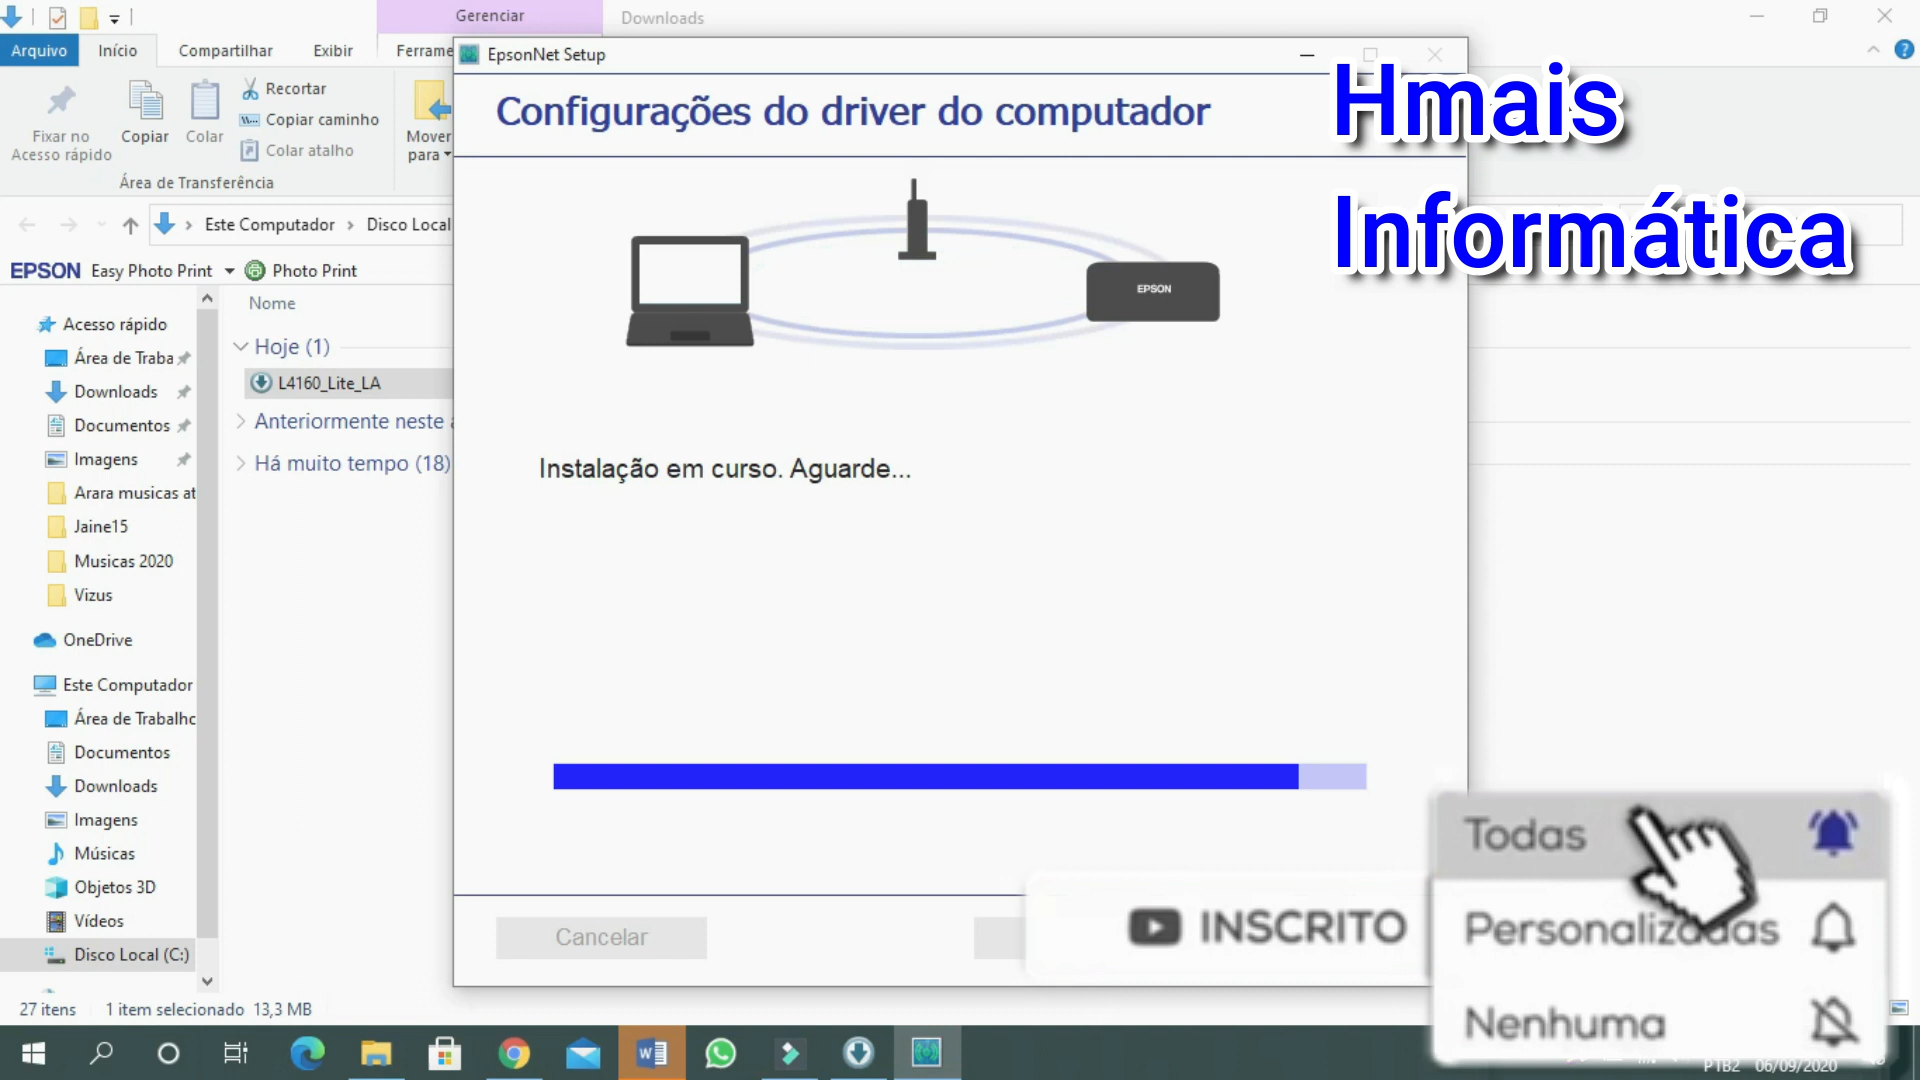 Gerenciar
Downloads
Arquivo
Início
Compartilhar
Exibir
Ferrame
Fixar no
Acesso rápido
Copiar
Colar
Recortar
Copiar caminho
Colar atalho
Mover
para
Área de Transferência
Este Computador
Disco Local
EPSON Easy Photo Print
Photo Print
Nome
Acesso rápido
Área de Traba
Downloads
Documentos
Imagens
Arara musicas at
Jaine15
Musicas 2020
Vizus
OneDrive
Este Computador
Área de Trabalho
Documentos
Downloads
Imagens
Músicas
Objetos 3D
Vídeos
Disco Local (C:)
Hoje (1)
L4160_Lite_LA
Anteriormente neste
Há muito tempo (18)
27 itens
1 item selecionado 13,3 MB
EpsonNet Setup
Configurações do driver do computador
EPSON
Instalação em curso. Aguarde...
Cancelar
Hmais
Informática
INSCRITO
Todas
Personalizadas
Nenhuma
PTB2 06/09/2020